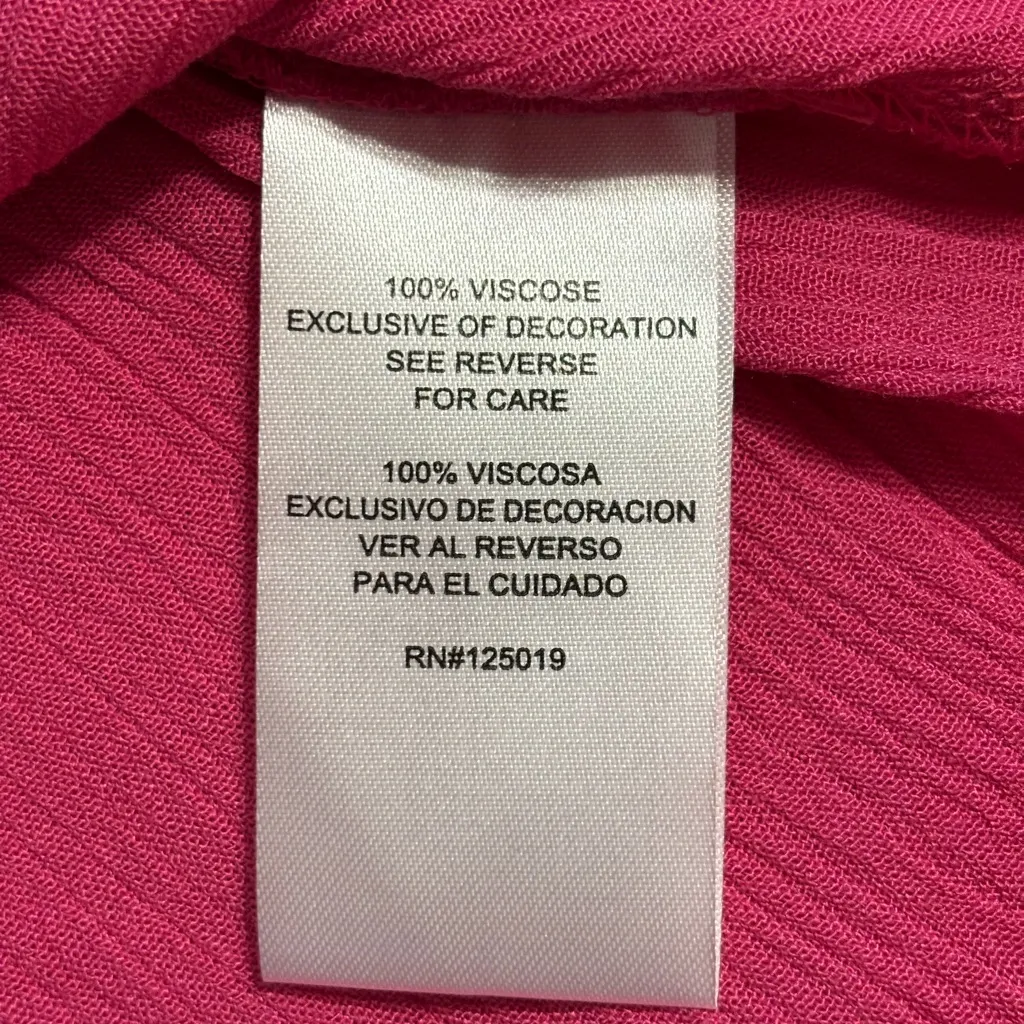 100% VISCOSE
EXCLUSIVE OF DECORATION
SEE REVERSE
FOR CARE
100% VISCOSA
EXCLUSIVO DE DECORACION
VER AL REVERSO
PARA EL CUIDADO
RN#125019